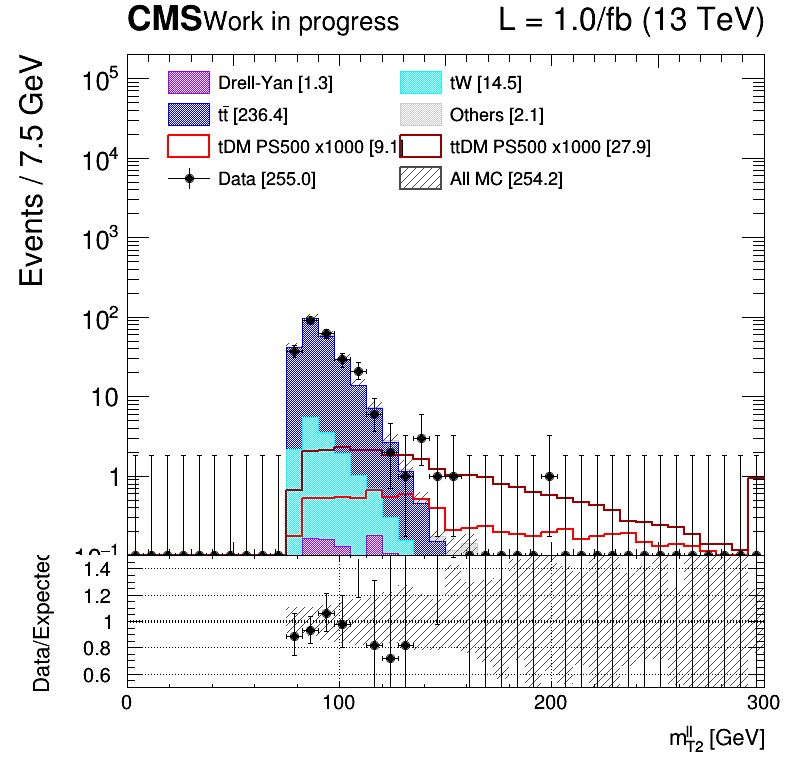 CMS Work in progress L = 1.0/fb (13 TeV)
Events / 7.5 GeV
10⁵
10⁴
10³
10²
10
1
10⁻¹
Drell-Yan [1.3] tW [14.5]
tt̄ [236.4] Others [2.1]
tDM PS500 x1000 [9.1 ttDM PS500 x1000 [27.9]
Data [255.0] All MC [254.2]
Data/Expected
1.4
1.2
1
0.8
0.6
0 100 200 300
m_{T2}^{ll} [GeV]